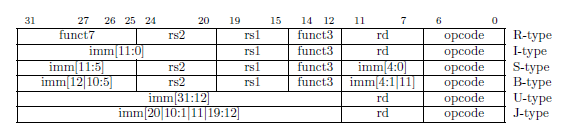 31 27 26 25 24 20 19 15 14 12 11 7 6 0
funct7 rs2 rs1 funct3 rd opcode R-type
imm[11:0] rs1 funct3 rd opcode I-type
imm[11:5] rs2 rs1 funct3 imm[4:0] opcode S-type
imm[12|10:5] rs2 rs1 funct3 imm[4:1|11] opcode B-type
imm[31:12] rd opcode U-type
imm[20|10:1|11|19:12] rd opcode J-type